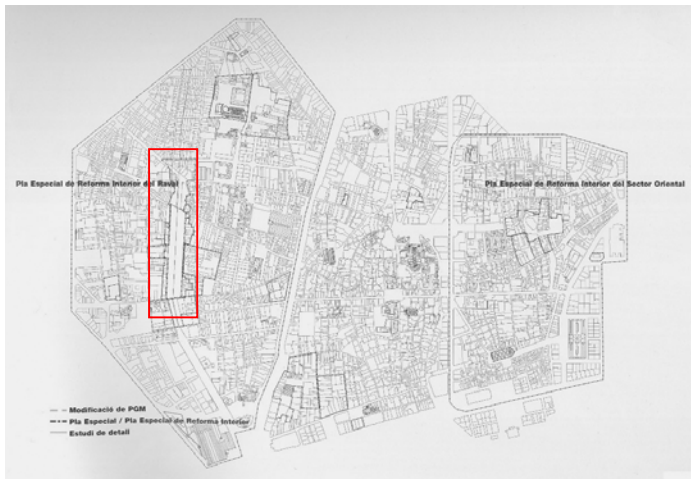 Pla Especial de Reforma Interior del Raval
Pla Especial de Reforma Interior del Sector Oriental
Modificació de PGM
Pla Especial / Pla Especial de Reforma Interior
Estudi de detall